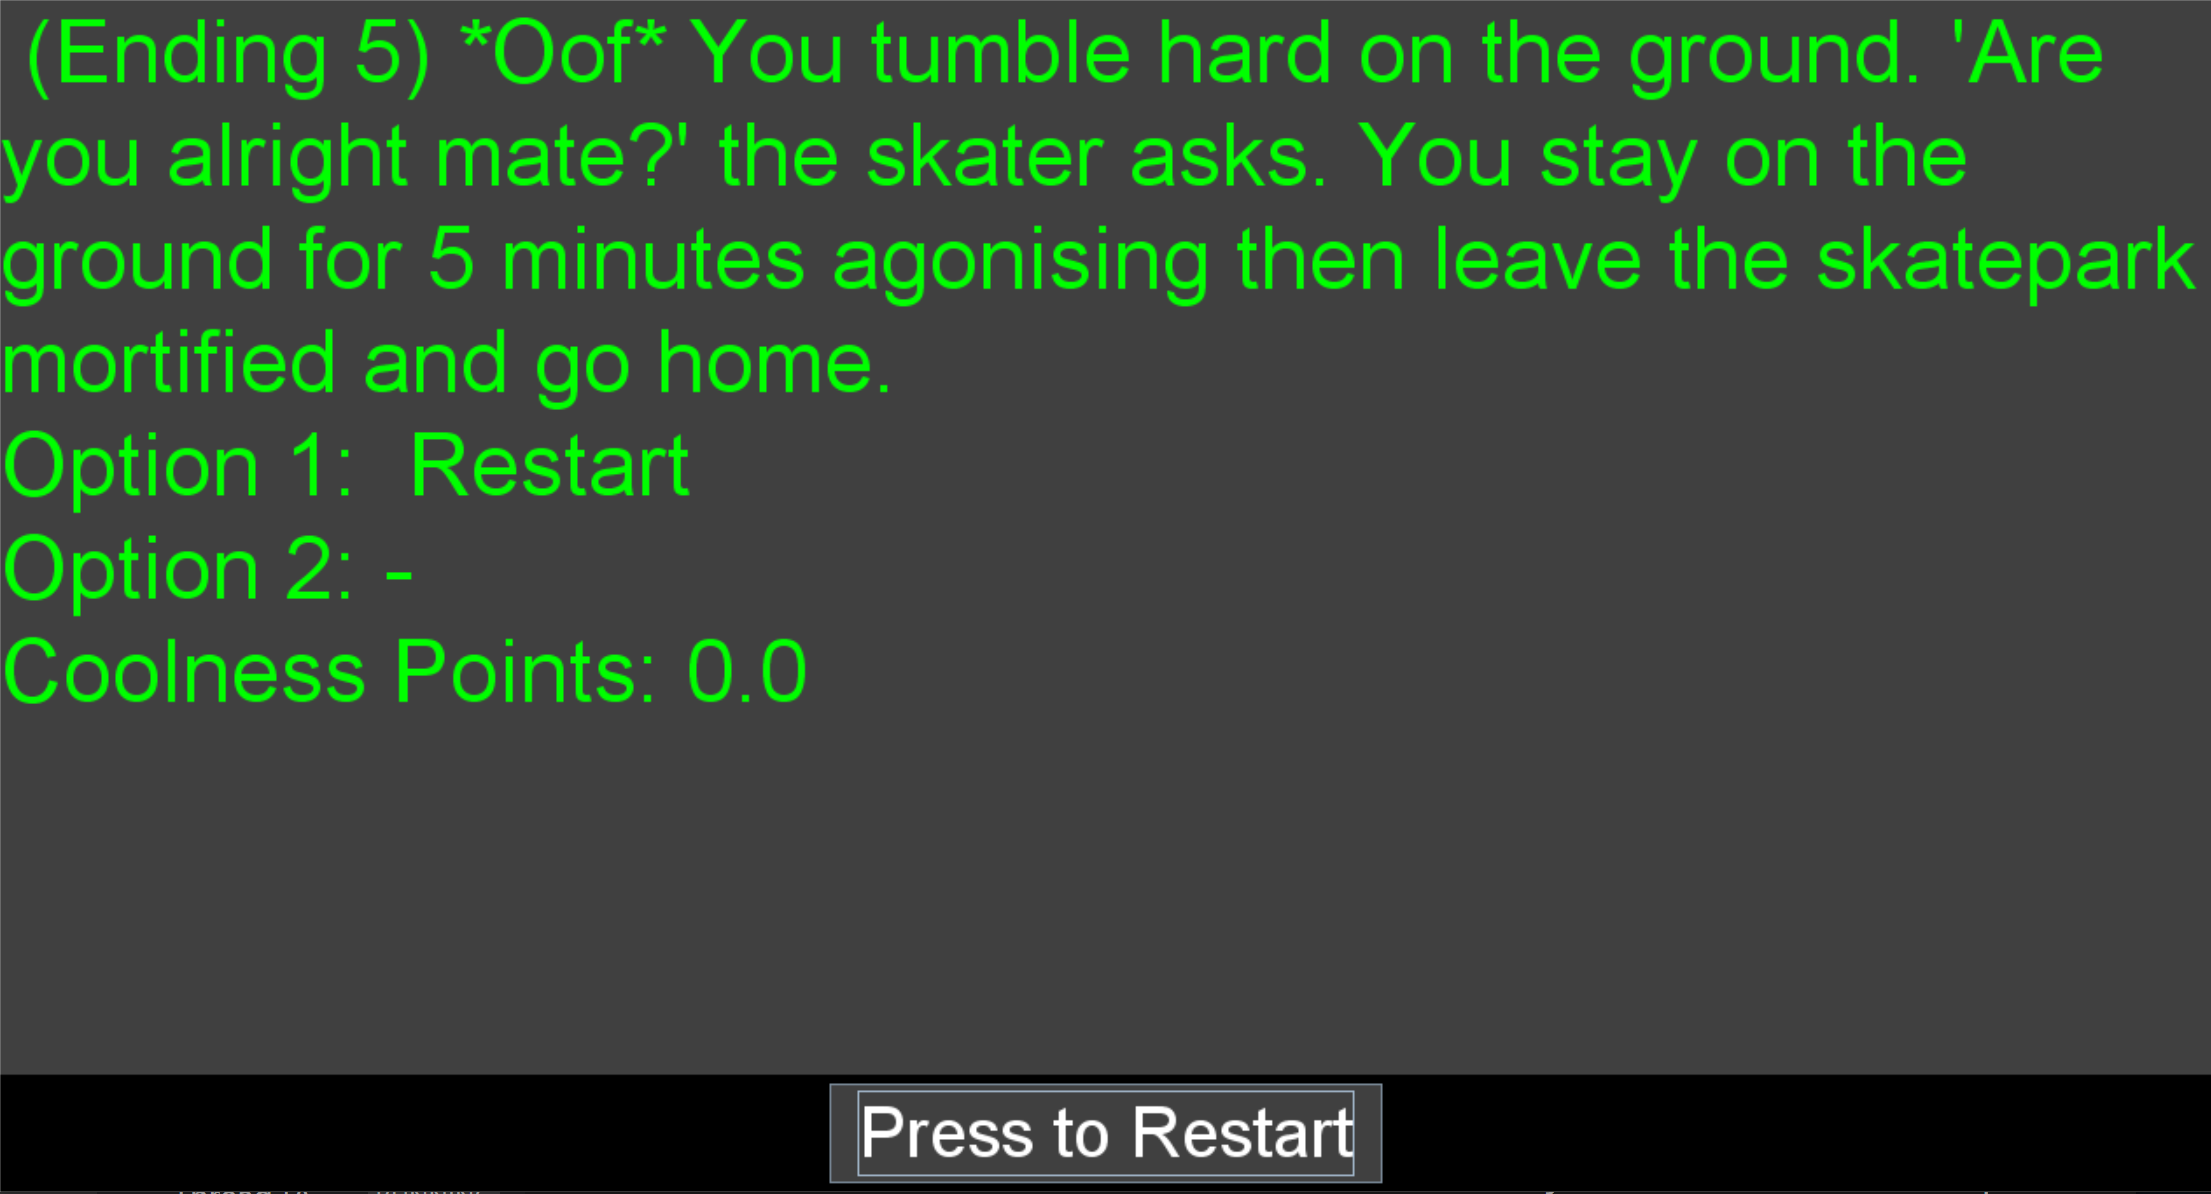 (Ending 5) *Oof* You tumble hard on the ground. 'Are
you alright mate?' the skater asks. You stay on the
ground for 5 minutes agonising then leave the skatepark
mortified and go home.
Option 1:  Restart
Option 2: -
Coolness Points: 0.0
Press to Restart